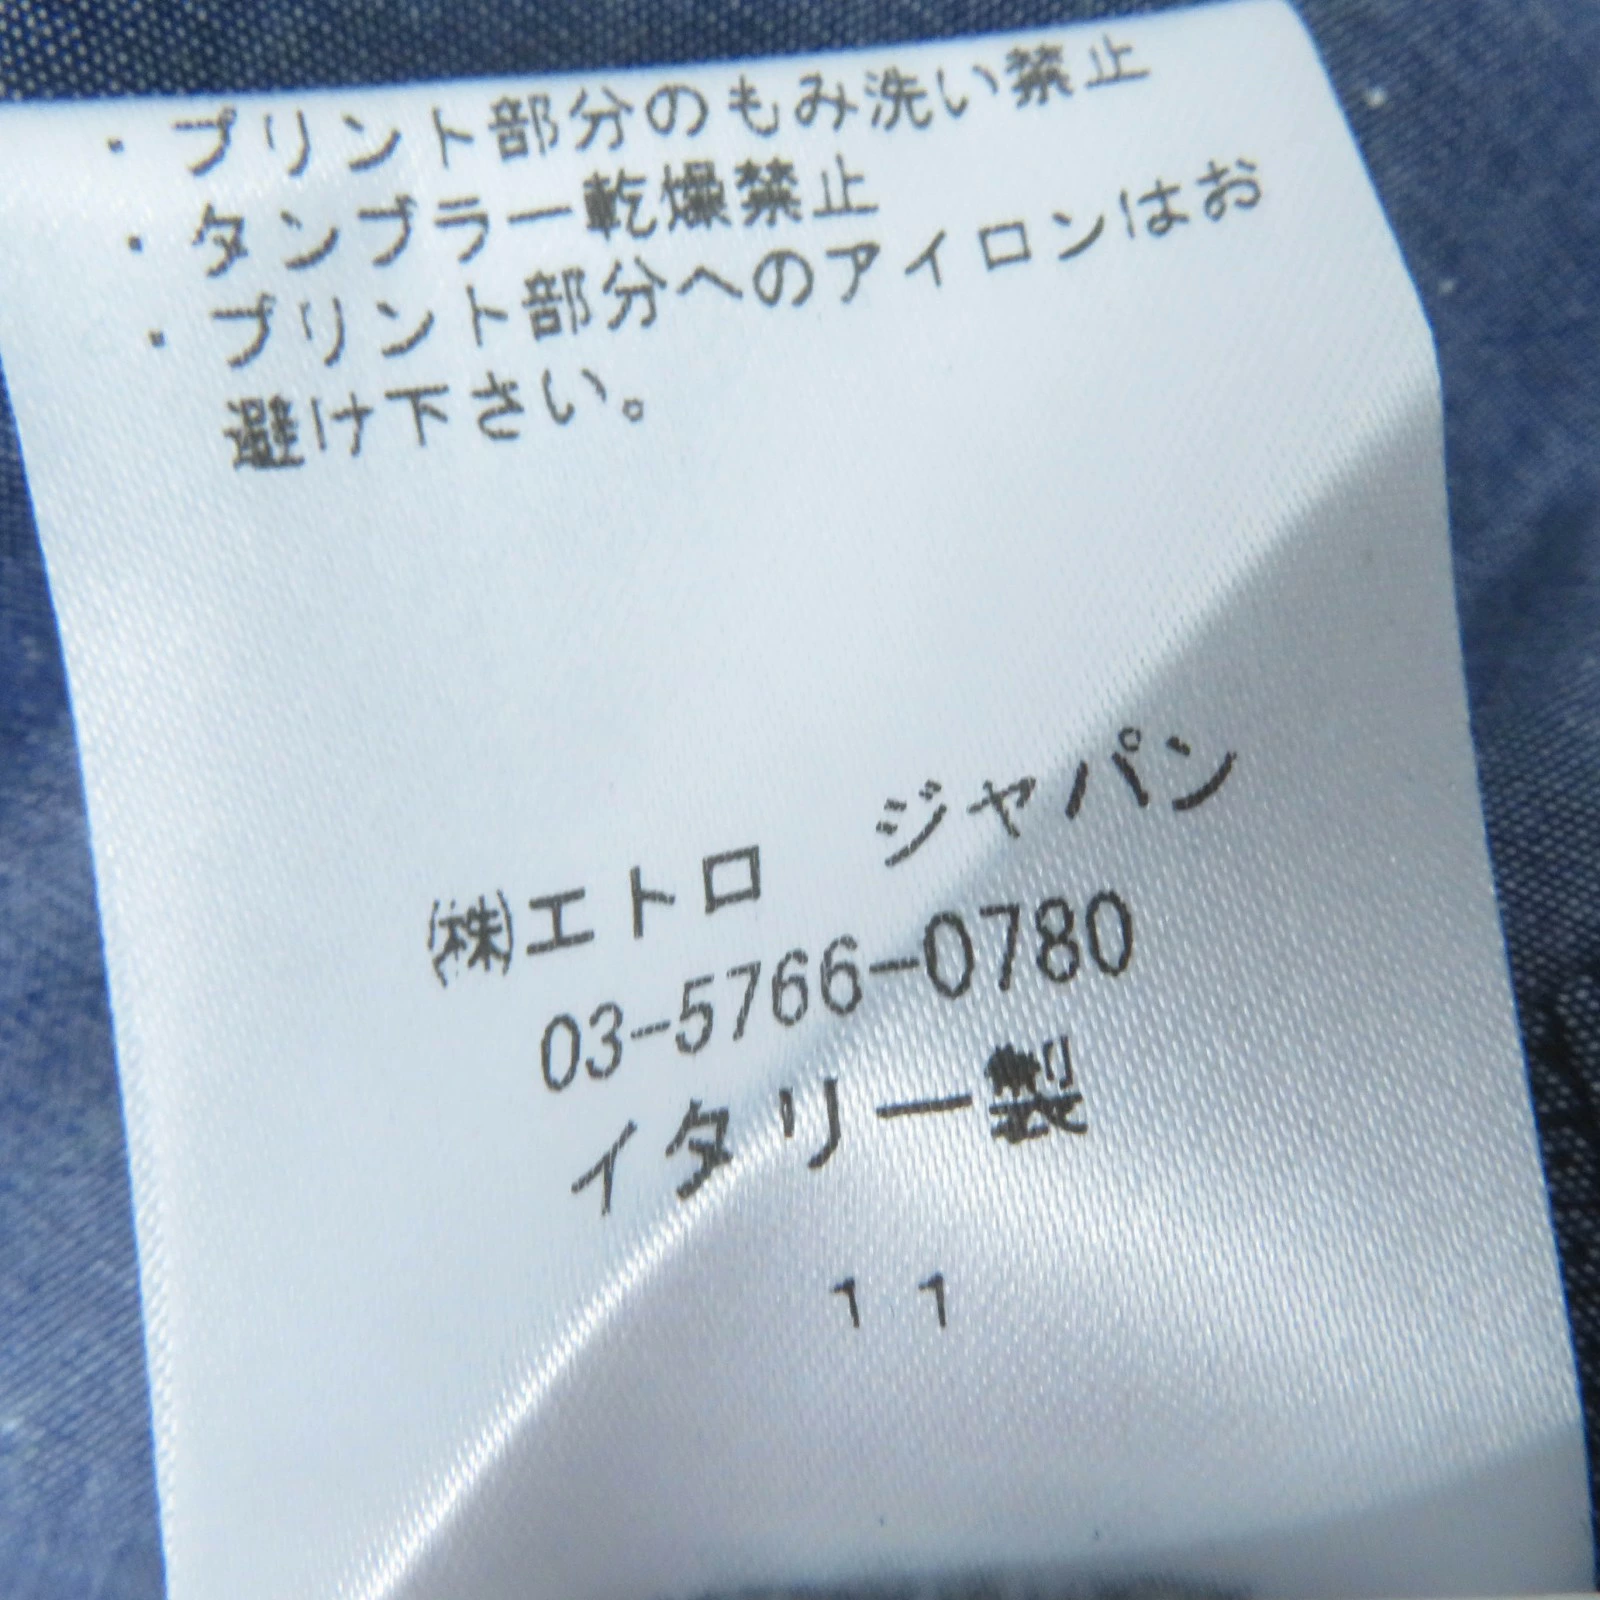 ・プリント部分のもみ洗い禁止
・タンブラー乾燥禁止
・プリント部分へのアイロンはお
避け下さい。
㈱エトロ　ジャパン
03-5766-0780
イタリー製
11